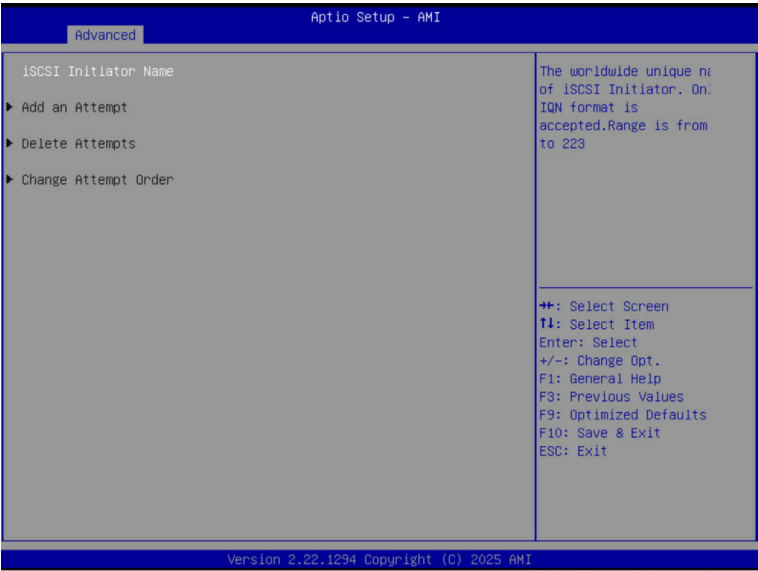 Aptio Setup – AMI
Advanced
iSCSI Initiator Name
Add an Attempt
Delete Attempts
Change Attempt Order
The worldwide unique
of iSCSI Initiator.
IQN format is
accepted.Range is from
to 223
→←: Select Screen
↑↓: Select Item
Enter: Select
+/-: Change Opt.
F1: General Help
F3: Previous Values
F9: Optimized Defaults
F10: Save & Exit
ESC: Exit
Version 2.22.1294 Copyright (C) 2025 AMI